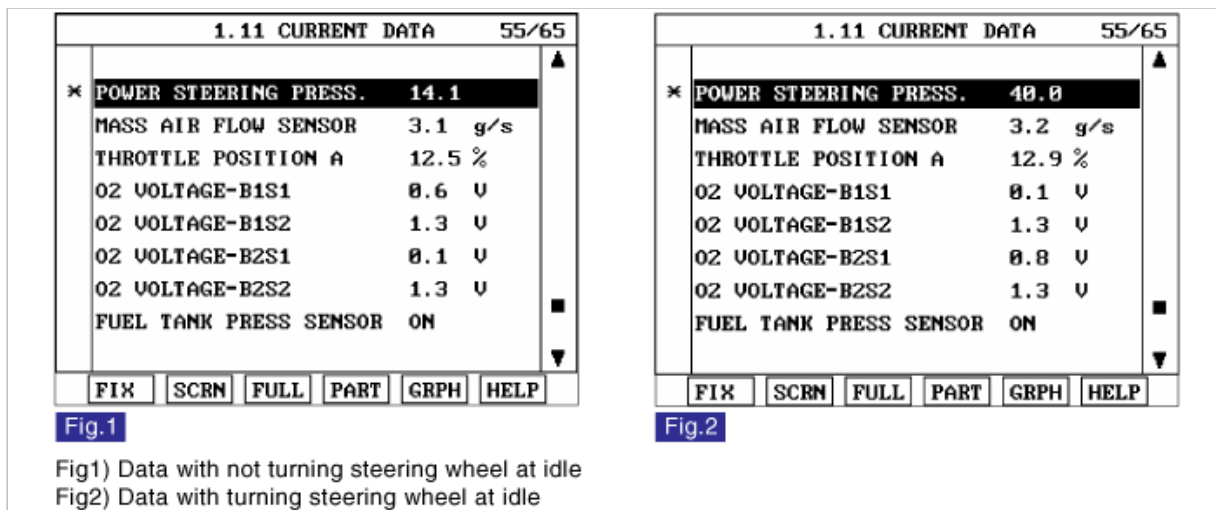 1.11 CURRENT DATA 55/65
* POWER STEERING PRESS. 14.1
MASS AIR FLOW SENSOR 3.1 g/s
THROTTLE POSITION A 12.5 %
O2 VOLTAGE-B1S1 0.6 V
O2 VOLTAGE-B1S2 1.3 V
O2 VOLTAGE-B2S1 0.1 V
O2 VOLTAGE-B2S2 1.3 V
FUEL TANK PRESS SENSOR ON
FIX SCRN FULL PART GRPH HELP
Fig.1
1.11 CURRENT DATA 55/65
* POWER STEERING PRESS. 40.0
MASS AIR FLOW SENSOR 3.2 g/s
THROTTLE POSITION A 12.9 %
O2 VOLTAGE-B1S1 0.1 V
O2 VOLTAGE-B1S2 1.3 V
O2 VOLTAGE-B2S1 0.8 V
O2 VOLTAGE-B2S2 1.3 V
FUEL TANK PRESS SENSOR ON
FIX SCRN FULL PART GRPH HELP
Fig.2
Fig1) Data with not turning steering wheel at idle
Fig2) Data with turning steering wheel at idle